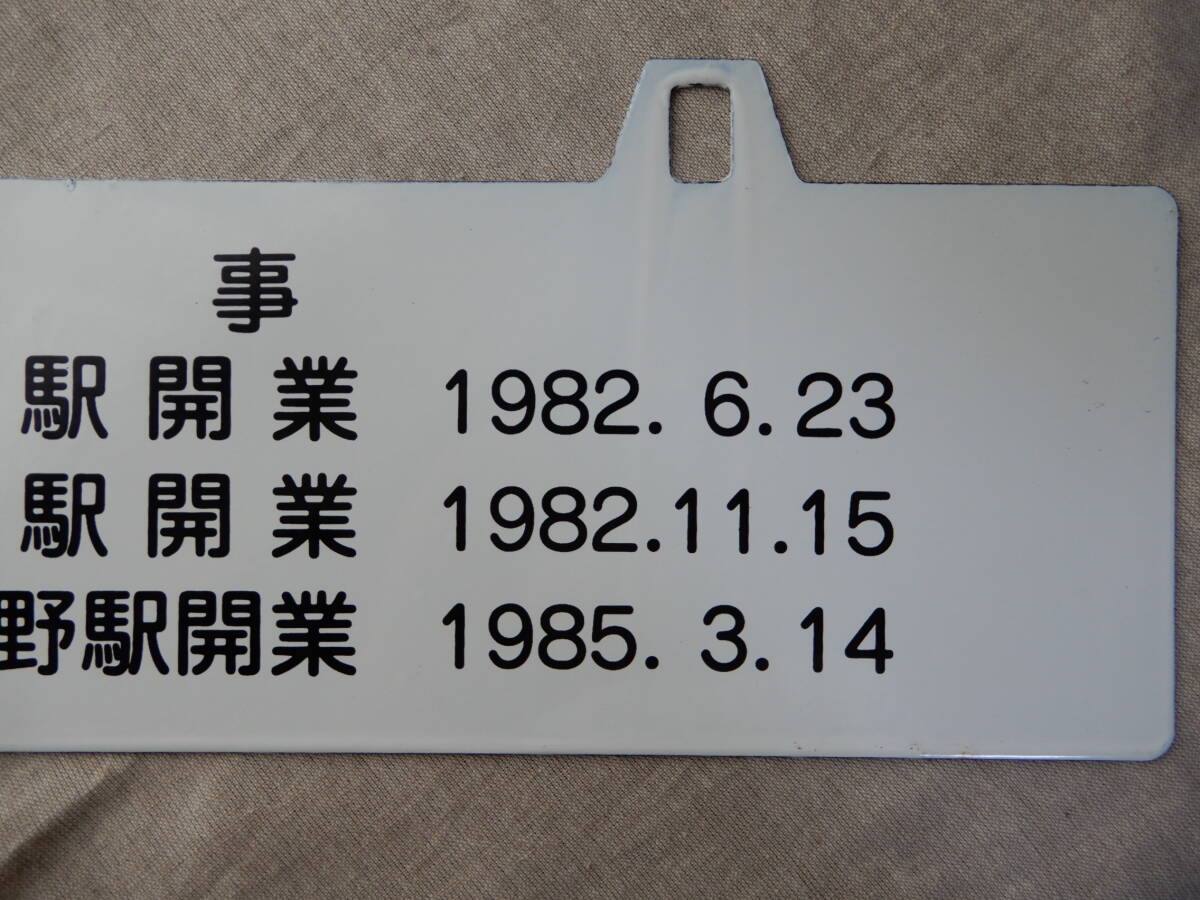 事
駅開業 1982. 6. 23
駅開業 1982.11.15
野駅開業 1985. 3. 14